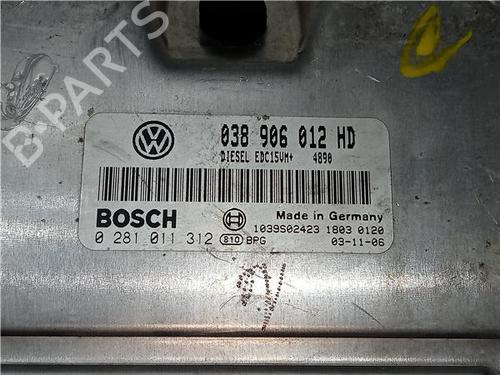 B-PARTS
038 906 012 HD
DIESEL EDC15VM+ 4890
BOSCH
Made in Germany
0 281 011 312 810 BPG
1039S02423 1803 0120
03-11-06